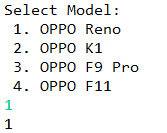 Select Model:
1. OPPO Reno
2. OPPO K1
3. OPPO F9 Pro
4. OPPO F11
1
1